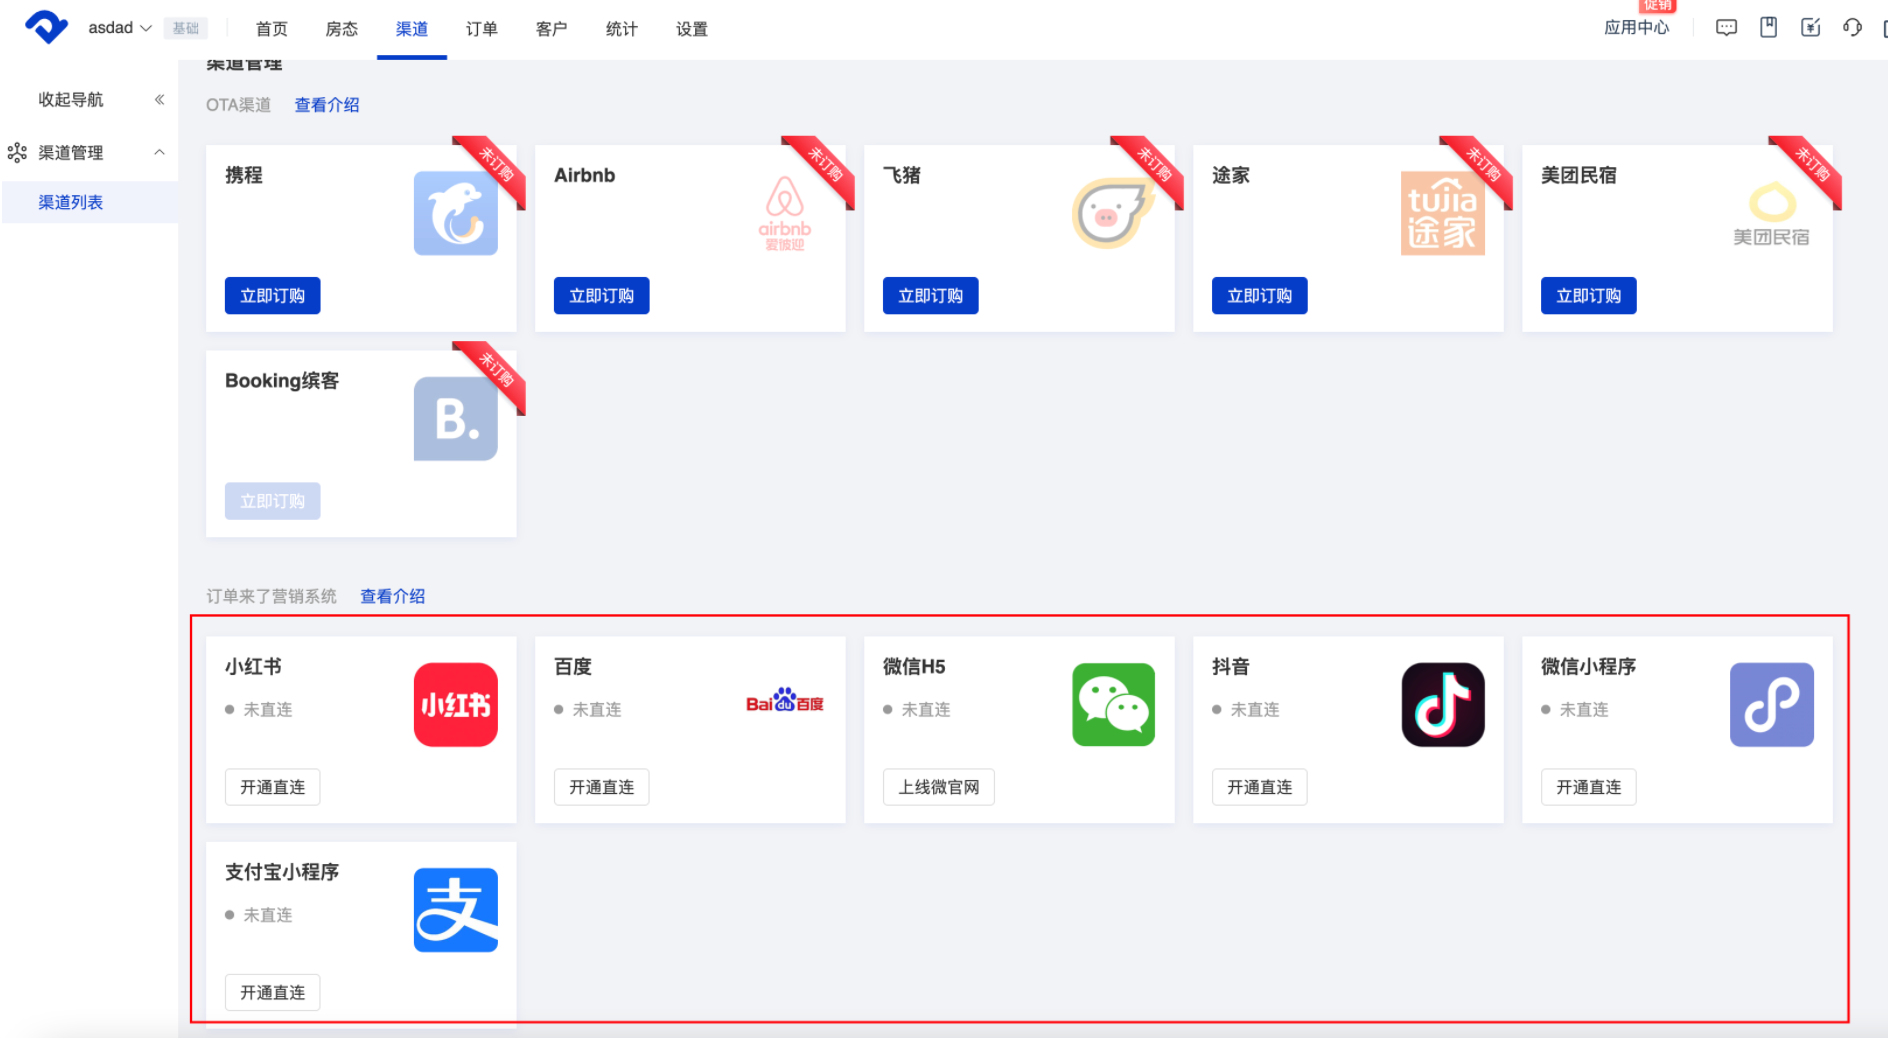 促销
asdad 基础 首页 房态 渠道 订单 客户 统计 设置 应用中心
渠道管理
收起导航
OTA渠道 查看介绍
渠道管理
渠道列表
携程 未订购
立即订购
Airbnb 未订购
airbnb
爱彼迎
立即订购
飞猪 未订购
立即订购
途家 未订购
tujia
途家
立即订购
美团民宿 未订购
美团民宿
立即订购
Booking缤客 未订购
B.
立即订购
订单来了营销系统 查看介绍
小红书
未直连
小红书
开通直连
百度
未直连
Bai du 百度
开通直连
微信H5
未直连
上线微官网
抖音
未直连
开通直连
微信小程序
未直连
开通直连
支付宝小程序
未直连
支
开通直连